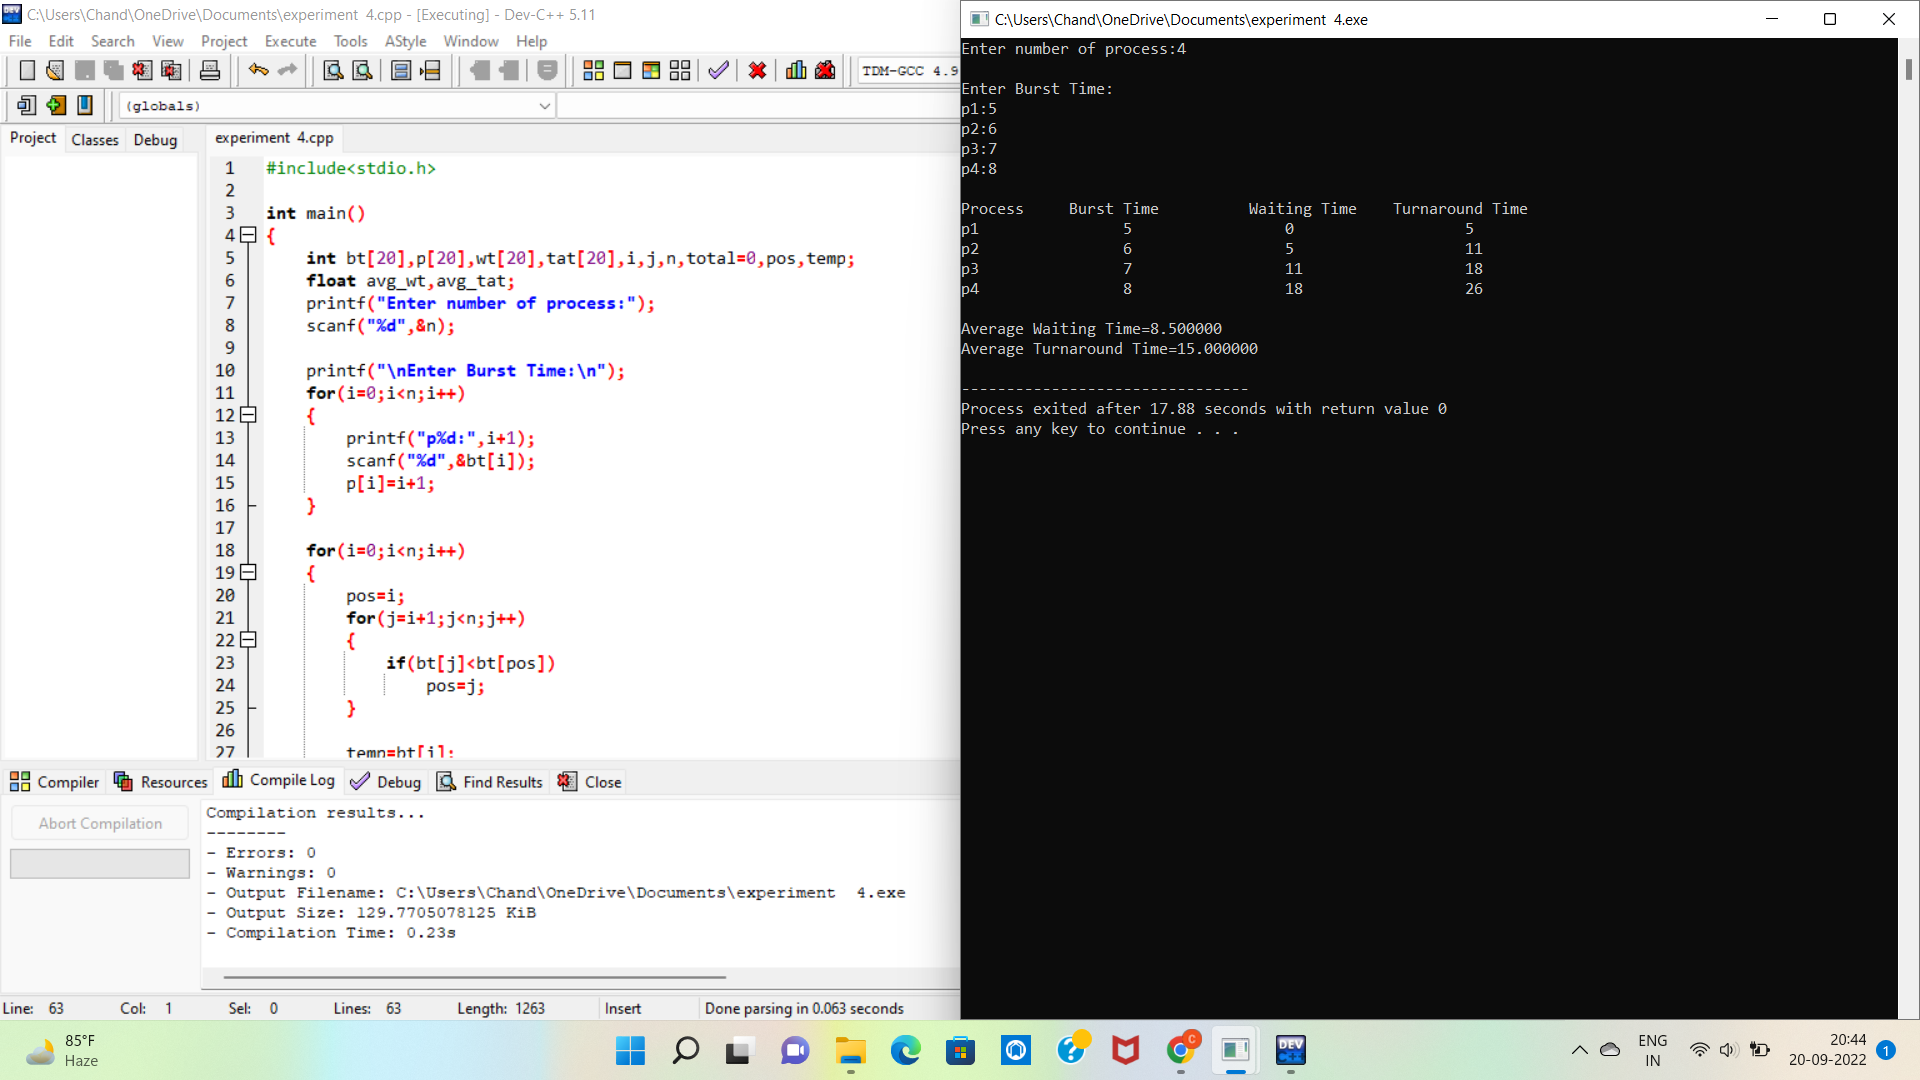 C:\Users\Chand\OneDrive\Documents\experiment  4.cpp - [Executing] - Dev-C++ 5.11
File Edit Search View Project Execute Tools AStyle Window Help
TDM-GCC 4.9
(globals)
Project Classes Debug
experiment  4.cpp
1 #include<stdio.h>
2
3 int main()
4 {
5 int bt[20],p[20],wt[20],tat[20],i,j,n,total=0,pos,temp;
6 float avg_wt,avg_tat;
7 printf("Enter number of process:");
8 scanf("%d",&n);
9
10 printf("\nEnter Burst Time:\n");
11 for(i=0;i<n;i++)
12 {
13 printf("p%d:",i+1);
14 scanf("%d",&bt[i]);
15 p[i]=i+1;
16 }
17
18 for(i=0;i<n;i++)
19 {
20 pos=i;
21 for(j=i+1;j<n;j++)
22 {
23 if(bt[j]<bt[pos])
24 pos=j;
25 }
26
27 temp=bt[i];
Compiler Resources Compile Log Debug Find Results Close
Abort Compilation
Compilation results...
--------
- Errors: 0
- Warnings: 0
- Output Filename: C:\Users\Chand\OneDrive\Documents\experiment  4.exe
- Output Size: 129.7705078125 KiB
- Compilation Time: 0.23s
Line: 63 Col: 1 Sel: 0 Lines: 63 Length: 1263 Insert Done parsing in 0.063 seconds
C:\Users\Chand\OneDrive\Documents\experiment  4.exe
Enter number of process:4
Enter Burst Time:
p1:5
p2:6
p3:7
p4:8
Process Burst Time Waiting Time Turnaround Time
p1 5 0 5
p2 6 5 11
p3 7 11 18
p4 8 18 26
Average Waiting Time=8.500000
Average Turnaround Time=15.000000
--------------------------------
Process exited after 17.88 seconds with return value 0
Press any key to continue . . .
85°F
Haze
C
DEV
C++
ENG
IN
20:44
20-09-2022
1